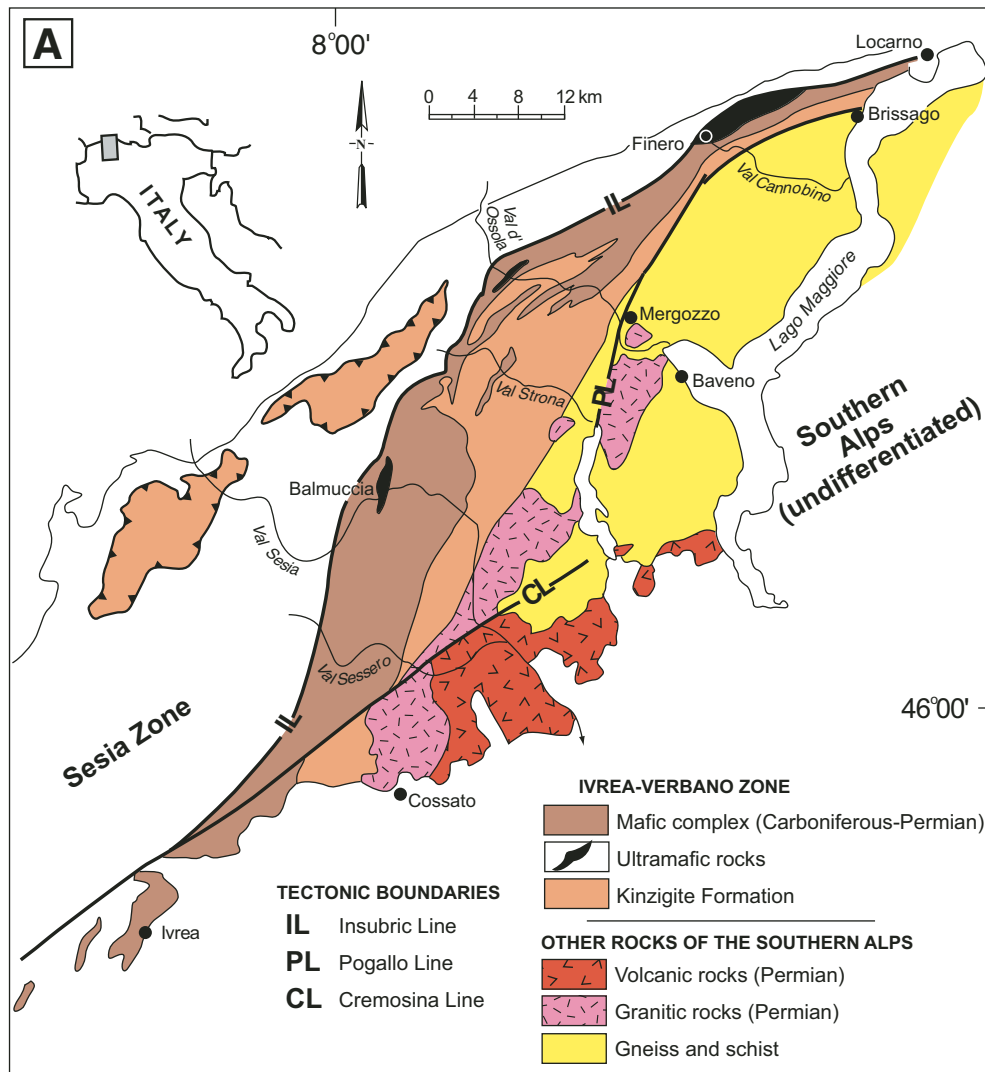 A
8°00'
Locarno
0 4 8 12 km
Brissago
Finero
N
Val Cannobino
ITALY
IL
Val d'
Ossola
Lago Maggiore
Mergozzo
Baveno
PL
Val Strona
Southern
Alps
(undifferentiated)
Balmuccia
Val Sesia
CL
Val Sessero
46°00'
IL
Sesia Zone
Cossato
Ivrea
TECTONIC BOUNDARIES
IL Insubric Line
PL Pogallo Line
CL Cremosina Line
IVREA-VERBANO ZONE
Mafic complex (Carboniferous-Permian)
Ultramafic rocks
Kinzigite Formation
OTHER ROCKS OF THE SOUTHERN ALPS
Volcanic rocks (Permian)
Granitic rocks (Permian)
Gneiss and schist